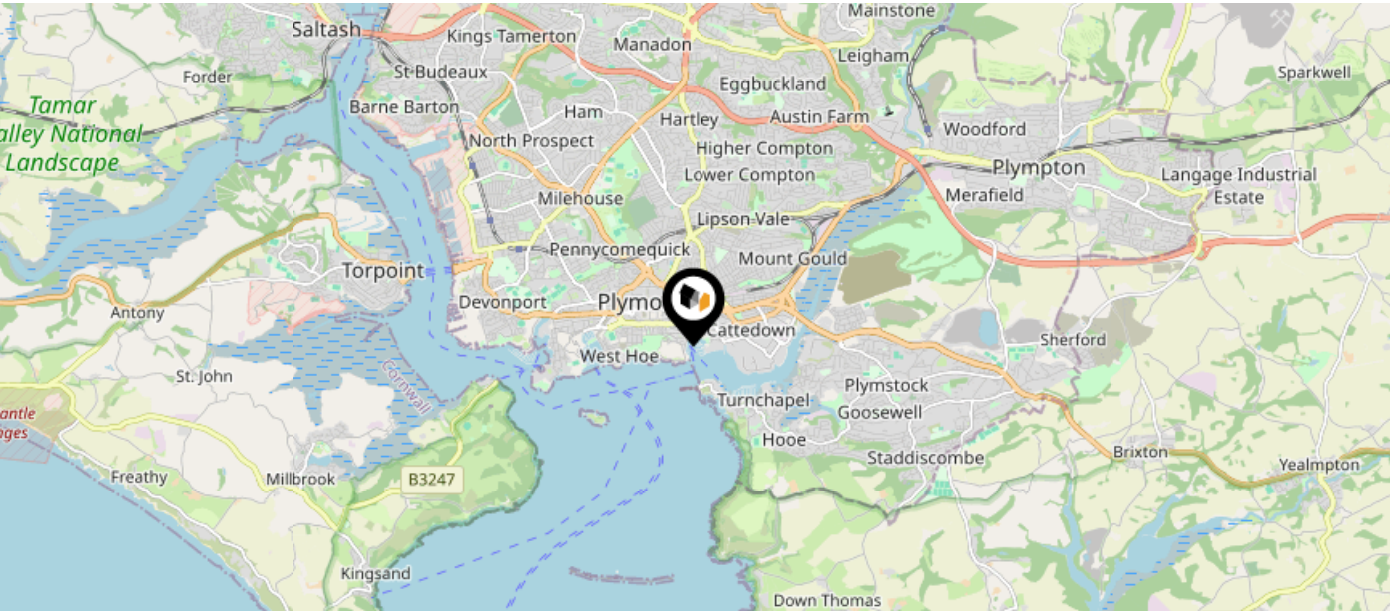 Mainstone
Saltash
Kings Tamerton
Manadon
Leigham
Forder
St Budeaux
Eggbuckland
Sparkwell
Tamar
alley National
Landscape
Barne Barton
Ham
Hartley
Austin Farm
Woodford
North Prospect
Higher Compton
Plympton
Lower Compton
Merafield
Langage Industrial
Estate
Milehouse
Lipson Vale
Pennycomequick
Mount Gould
Torpoint
Devonport
Plymo
Antony
Cattedown
Sherford
West Hoe
St. John
Cornwall
Plymstock
Turnchapel
Goosewell
antle
nges
Hooe
Staddiscombe
Brixton
Yealmpton
Freathy
Millbrook
B3247
Kingsand
Down Thomas